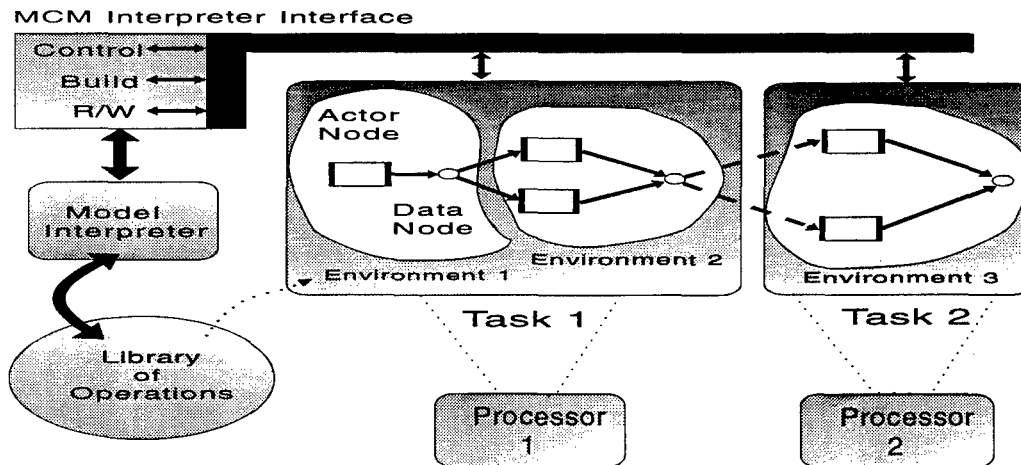 MCM Interpreter Interface
Control
Build
R/W
Model
Interpreter
Library
of
Operations
Actor
Node
Data
Node
Environment 1
Environment 2
Environment 3
Task 1
Task 2
Processor
1
Processor
2